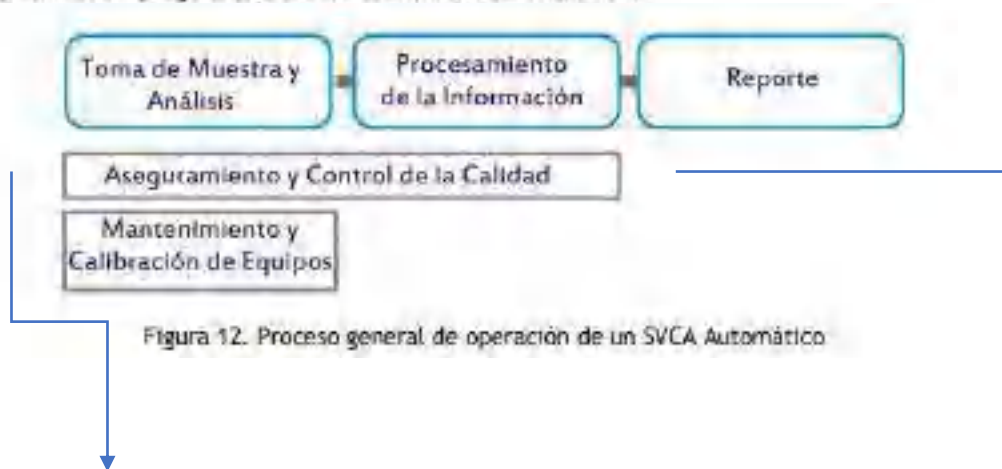 Toma de Muestra y
Análisis
Procesamiento
de la Información
Reporte
Aseguramiento y Control de la Calidad
Mantenimiento y
Calibración de Equipos
Figura 12. Proceso general de operación de un SVCA Automático